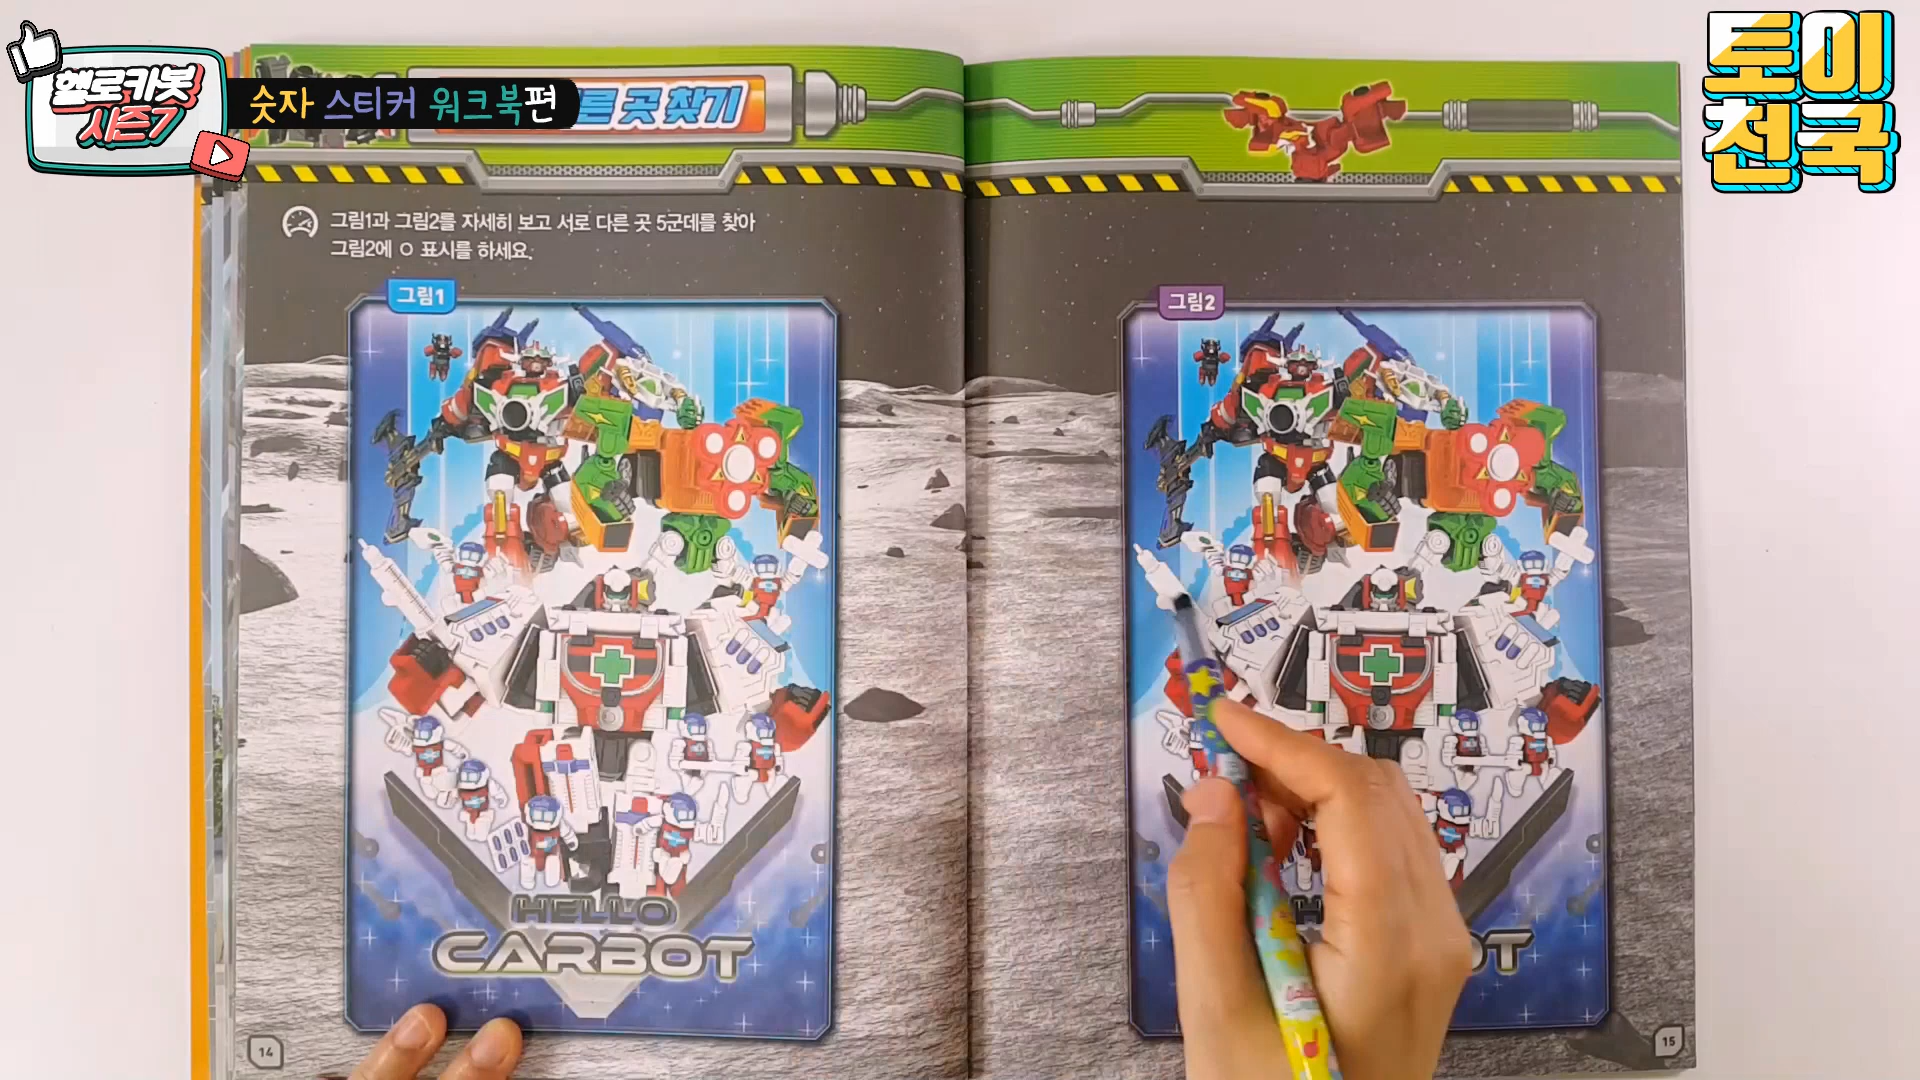 헬로카봇
시즌7
숫자 스티커 워크북편
른 곳 찾기
토이
천국
그림1과 그림2를 자세히 보고 서로 다른 곳 5군데를 찾아
그림2에 ㅇ 표시를 하세요.
그림1
그림2
HELLO
CARBOT
H
OT
14
15